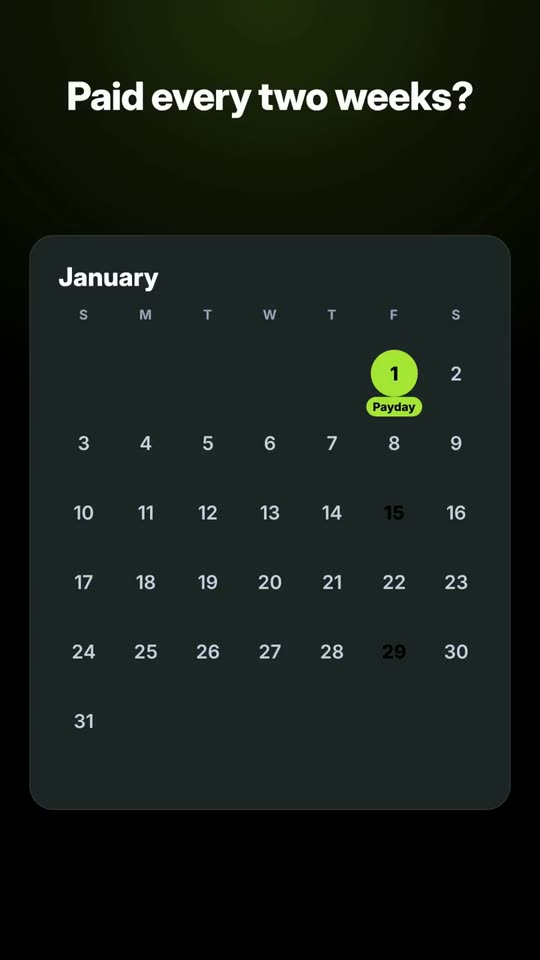 Paid every two weeks?
January
S M T W T F S
1 2
Payday
3 4 5 6 7 8 9
10 11 12 13 14 15 16
17 18 19 20 21 22 23
24 25 26 27 28 29 30
31